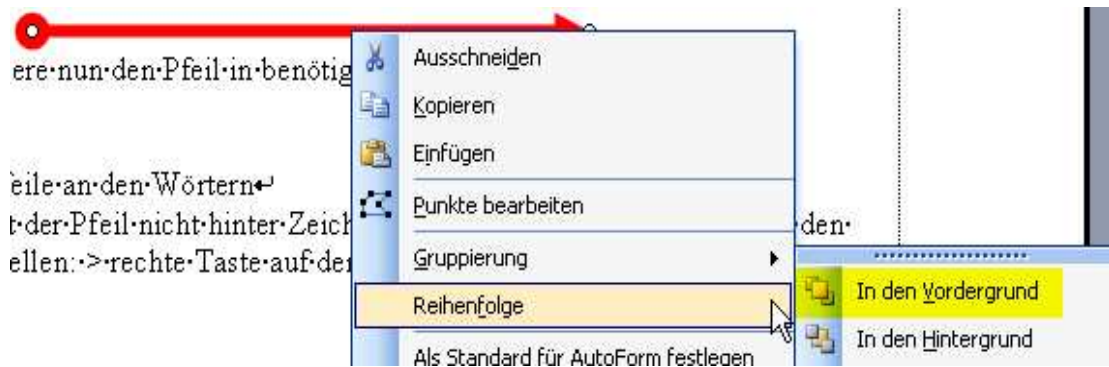 Ausschneiden
ere·nun·den·Pfeil·in·benötig
Kopieren
Einfügen
eile·an·den·Wörtern↵
Punkte bearbeiten
t·der·Pfeil·nicht·hinter·Zeich
den·
Gruppierung
ellen:·>·rechte·Taste·auf·der
In den Vordergrund
Reihenfolge
In den Hintergrund
Als Standard für AutoForm festlegen